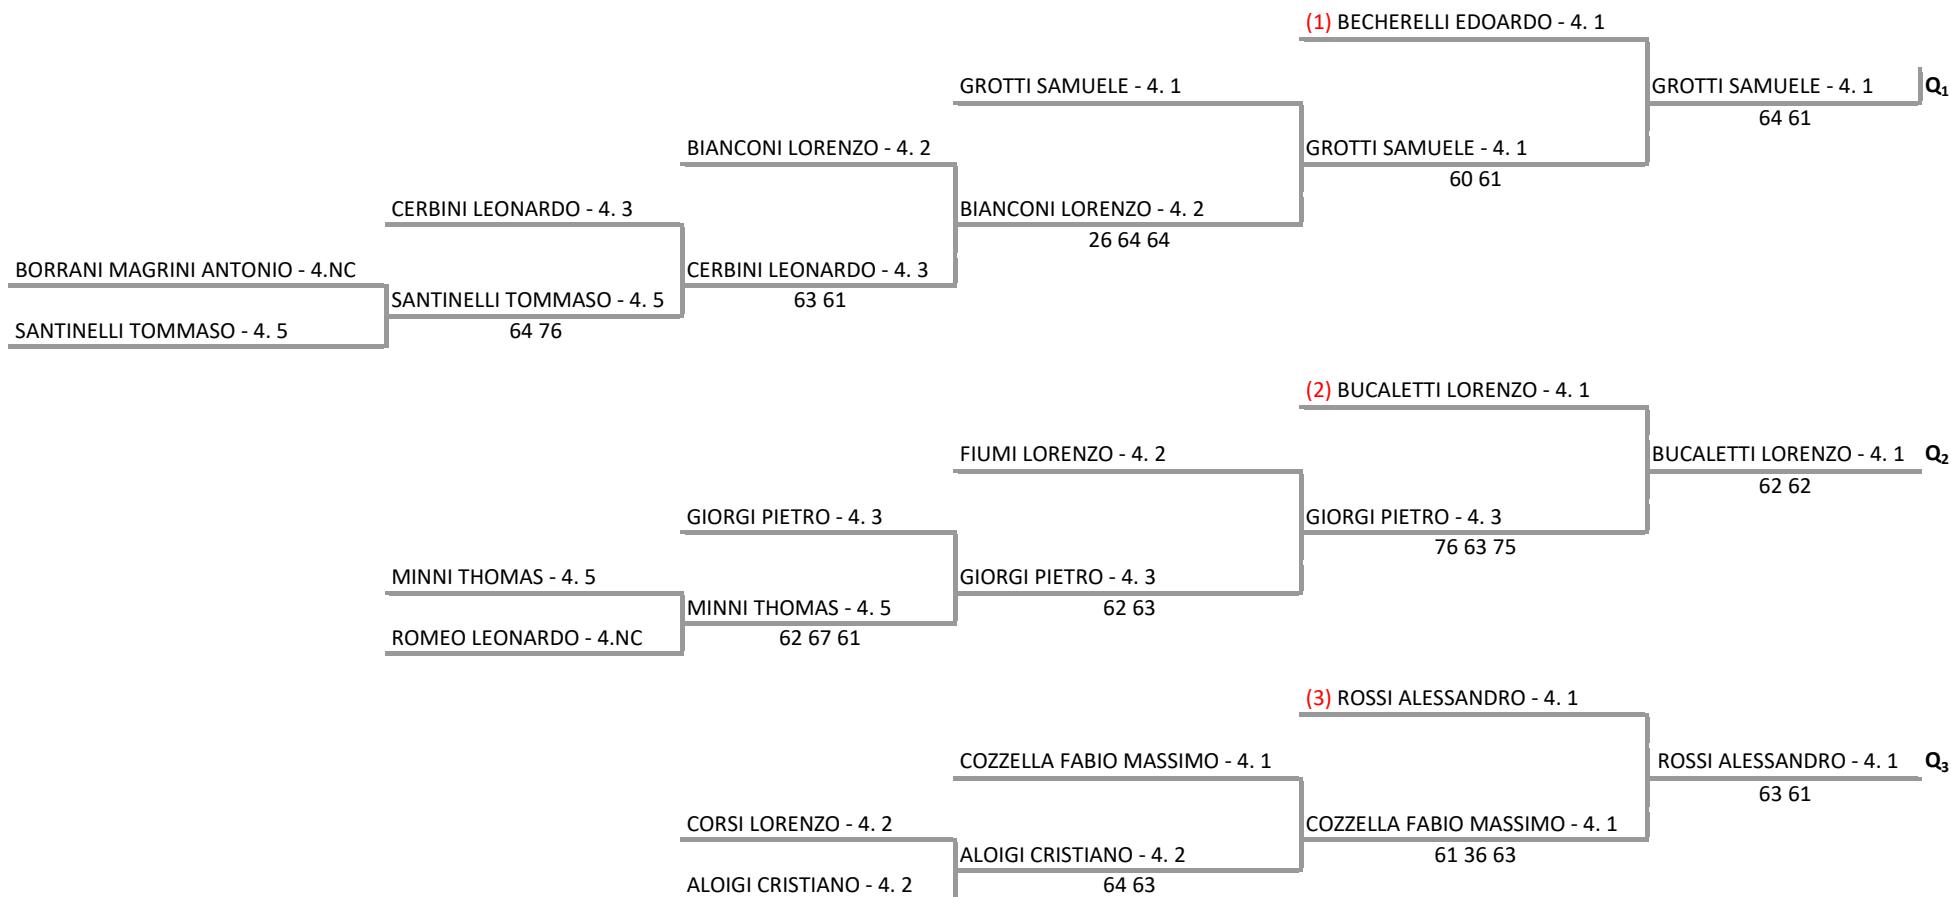 (1) BECHERELLI EDOARDO - 4. 1
GROTTI SAMUELE - 4. 1
GROTTI SAMUELE - 4. 1
Q1
64 61
BIANCONI LORENZO - 4. 2
GROTTI SAMUELE - 4. 1
60 61
CERBINI LEONARDO - 4. 3
BIANCONI LORENZO - 4. 2
26 64 64
BORRANI MAGRINI ANTONIO - 4.NC
CERBINI LEONARDO - 4. 3
63 61
SANTINELLI TOMMASO - 4. 5
64 76
SANTINELLI TOMMASO - 4. 5
(2) BUCALETTI LORENZO - 4. 1
FIUMI LORENZO - 4. 2
BUCALETTI LORENZO - 4. 1
Q2
62 62
GIORGI PIETRO - 4. 3
GIORGI PIETRO - 4. 3
76 63 75
MINNI THOMAS - 4. 5
GIORGI PIETRO - 4. 3
62 63
MINNI THOMAS - 4. 5
62 67 61
ROMEO LEONARDO - 4.NC
(3) ROSSI ALESSANDRO - 4. 1
COZZELLA FABIO MASSIMO - 4. 1
ROSSI ALESSANDRO - 4. 1
Q3
63 61
CORSI LORENZO - 4. 2
COZZELLA FABIO MASSIMO - 4. 1
61 36 63
ALOIGI CRISTIANO - 4. 2
64 63
ALOIGI CRISTIANO - 4. 2